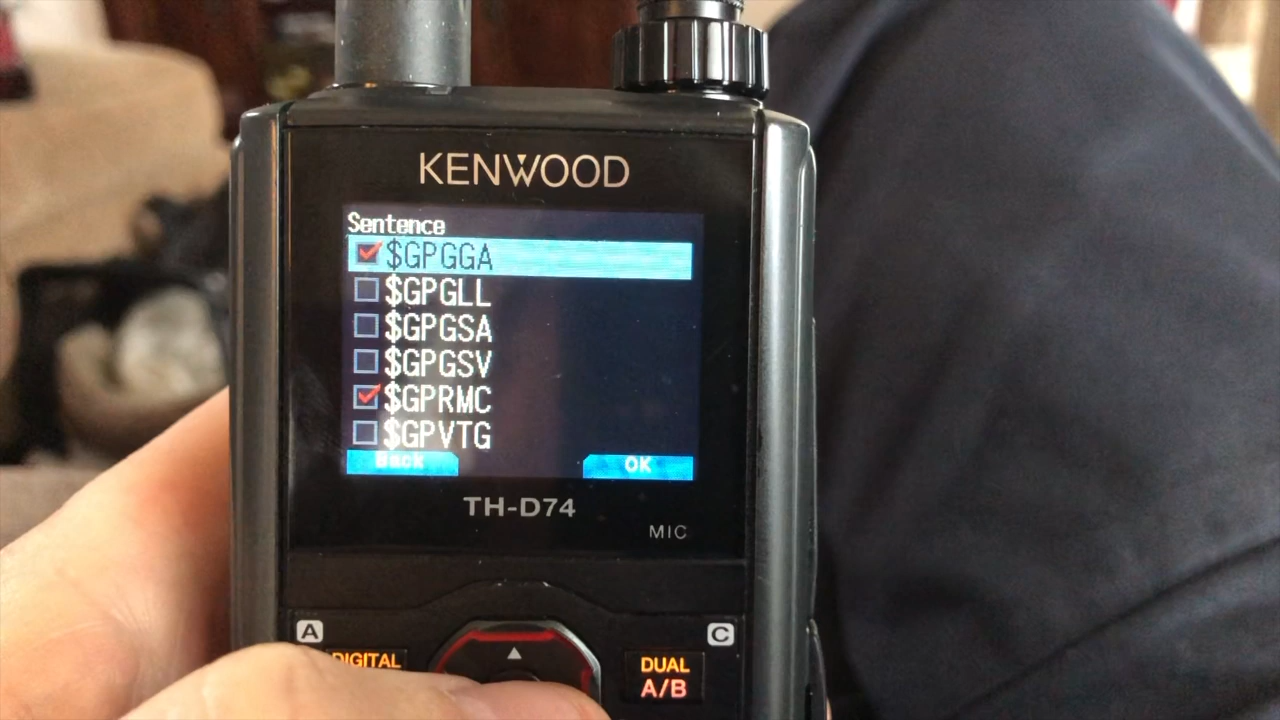 KENWOOD
Sentence
$GPGGA
$GPGLL
$GPGSA
$GPGSV
$GPRMC
$GPVTG
Back OK
TH-D74
MIC
A C
DIGITAL DUAL
A/B